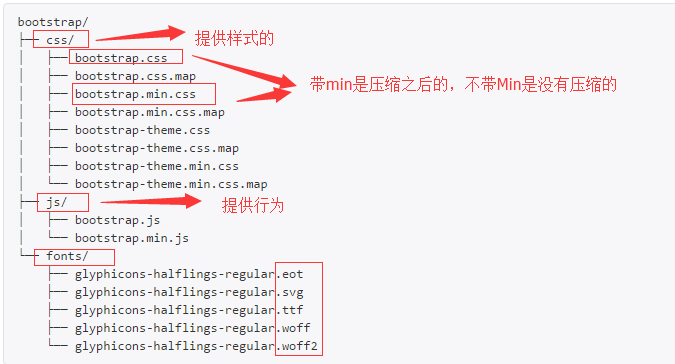 bootstrap/
├── css/
提供样式的
│   ├── bootstrap.css
│   ├── bootstrap.css.map
带min是压缩之后的，不带Min是没有压缩的
│   ├── bootstrap.min.css
│   ├── bootstrap.min.css.map
│   ├── bootstrap-theme.css
│   ├── bootstrap-theme.css.map
│   ├── bootstrap-theme.min.css
│   └── bootstrap-theme.min.css.map
├── js/
提供行为
│   ├── bootstrap.js
│   └── bootstrap.min.js
└── fonts/
    ├── glyphicons-halflings-regular.eot
    ├── glyphicons-halflings-regular.svg
    ├── glyphicons-halflings-regular.ttf
    ├── glyphicons-halflings-regular.woff
    └── glyphicons-halflings-regular.woff2